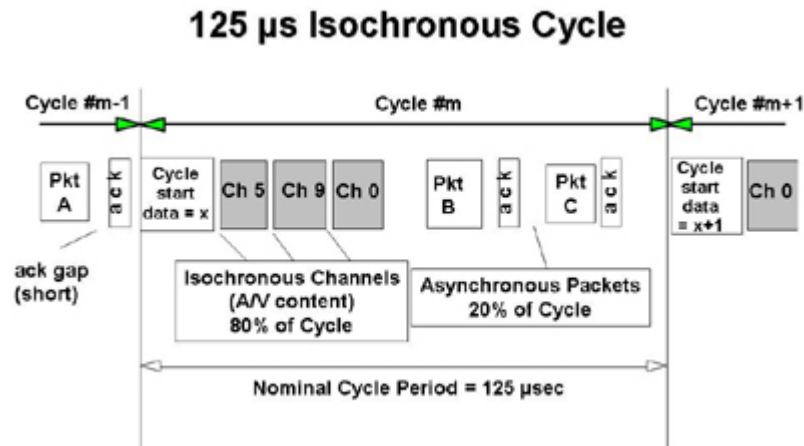 125 µs Isochronous Cycle
Cycle #m-1
Cycle #m
Cycle #m+1
Pkt
A
ack
Cycle
start
data = x
Ch 5
Ch 9
Ch 0
Pkt
B
ack
Pkt
C
ack
Cycle
start
data
= x+1
Ch 0
ack gap
(short)
Isochronous Channels
(A/V content)
80% of Cycle
Asynchronous Packets
20% of Cycle
Nominal Cycle Period = 125 µsec